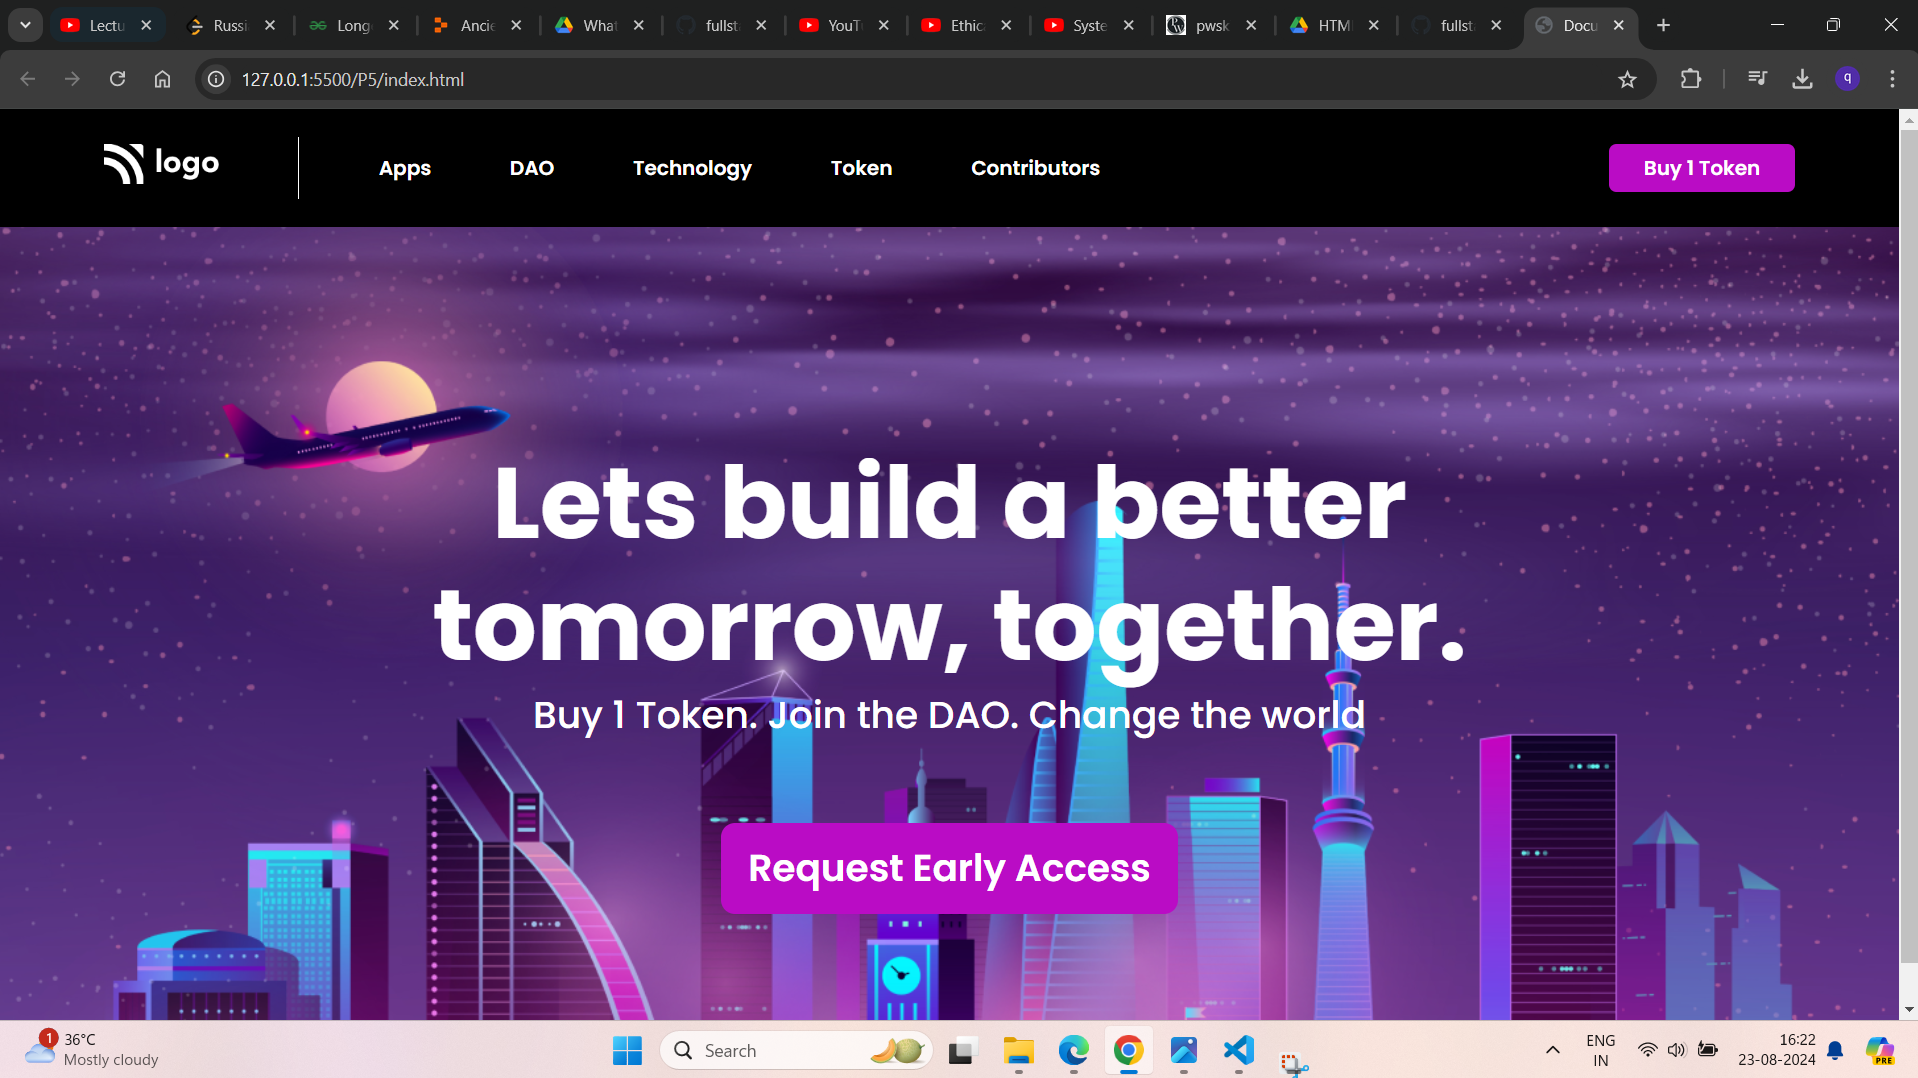 Lectu
Russi
Long
Ancie
What
fullst
YouT
Ethic
Syste
pwsk
HTM
fullst
Docu
127.0.0.1:5500/P5/index.html
q
logo
Apps
DAO
Technology
Token
Contributors
Buy 1 Token
Lets build a better
tomorrow, together.
Buy 1 Token. Join the DAO. Change the world
Request Early Access
1
36°C
Mostly cloudy
Search
ENG
IN
16:22
23-08-2024
PRE